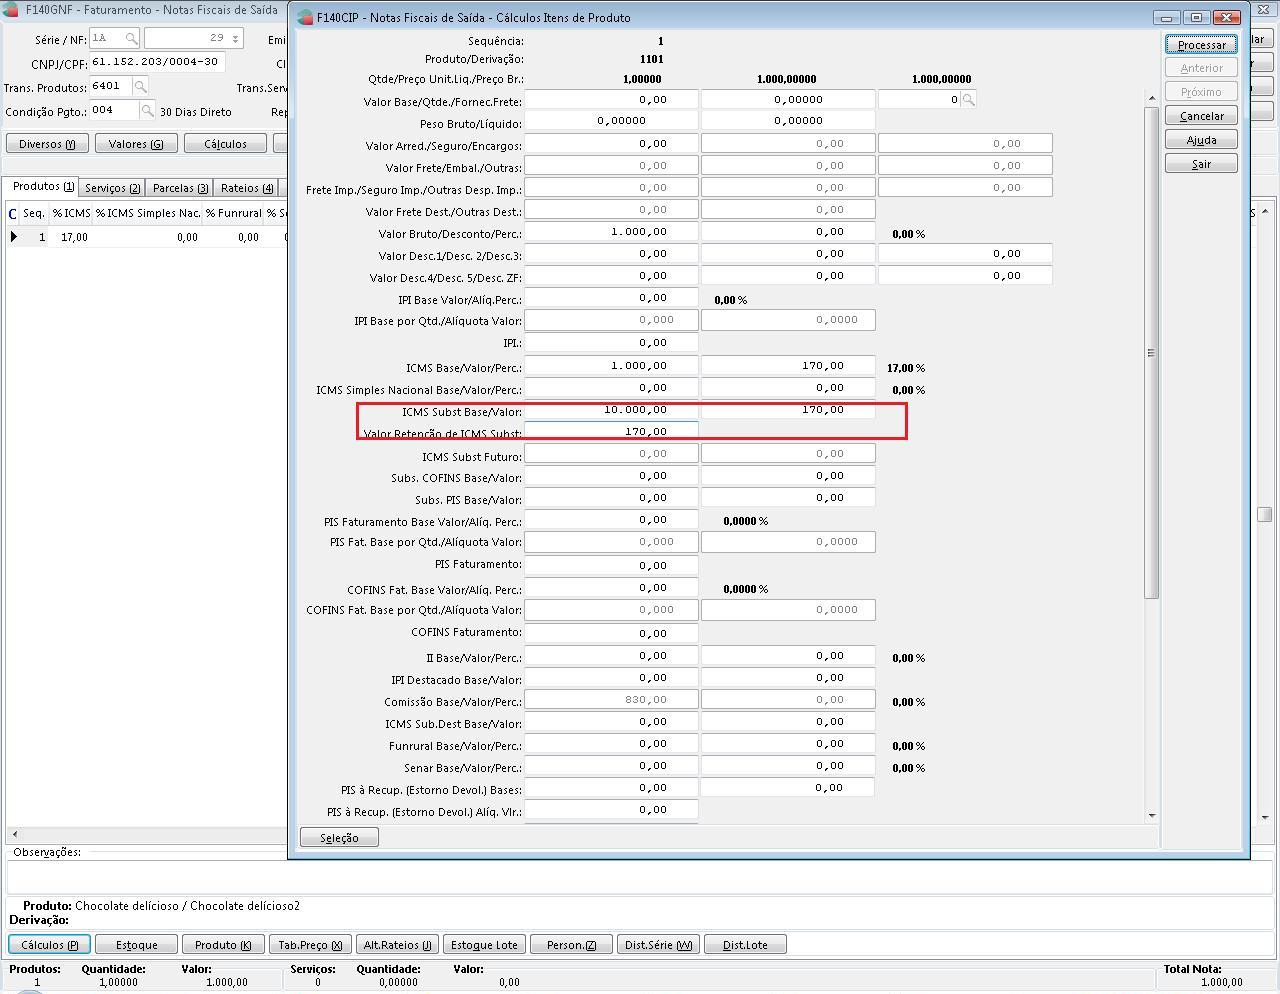 F140GNF - Faturamento - Notas Fiscais de Saída
F140CIP - Notas Fiscais de Saída - Cálculos Itens de Produto
Série / NF: 1A 29 Emi
CNPJ/CPF: 61.152.203/0004-30
Trans. Produtos: 6401 Trans.Serv
Condição Pgto.: 004 30 Dias Direto Rep
Diversos (Y) Valores (G) Cálculos
Produtos (1) Serviços (2) Parcelas (3) Rateios (4)
C Seq. % ICMS % ICMS Simples Nac. % Funrural % S
1 17,00 0,00 0,00
Sequência: 1
Produto/Derivação: 1101
Qtde/Preço Unit.Liq./Preço Br.: 1,00000 1.000,00000 1.000,00000
Valor Base/Qtde./Fornec.Frete: 0,00 0,00000 0
Peso Bruto/Líquido: 0,00000 0,00000
Valor Arred./Seguro/Encargos: 0,00 0,00 0,00
Valor Frete/Embal./Outras: 0,00 0,00 0,00
Frete Imp./Seguro Imp./Outras Desp. Imp.: 0,00 0,00 0,00
Valor Frete Dest./Outras Dest.: 0,00 0,00
Valor Bruto/Desconto/Perc.: 1.000,00 0,00 0,00 %
Valor Desc.1/Desc. 2/Desc.3: 0,00 0,00 0,00
Valor Desc.4/Desc. 5/Desc. ZF: 0,00 0,00 0,00
IPI Base Valor/Alíq.Perc.: 0,00 0,00 %
IPI Base por Qtd./Alíquota Valor: 0,000 0,0000
IPI.: 0,00
ICMS Base/Valor/Perc.: 1.000,00 170,00 17,00 %
ICMS Simples Nacional Base/Valor/Perc.: 0,00 0,00 0,00 %
ICMS Subst Base/Valor: 10.000,00 170,00
Valor Retenção de ICMS Subst: 170,00
ICMS Subst Futuro: 0,00 0,00
Subs. COFINS Base/Valor: 0,00 0,00
Subs. PIS Base/Valor: 0,00 0,00
PIS Faturamento Base Valor/Alíq. Perc.: 0,00 0,0000 %
PIS Fat. Base por Qtd./Alíquota Valor: 0,000 0,0000
PIS Faturamento: 0,00
COFINS Fat. Base Valor/Alíq. Perc.: 0,00 0,0000 %
COFINS Fat. Base por Qtd./Alíquota Valor: 0,000 0,0000
COFINS Faturamento: 0,00
II Base/Valor/Perc.: 0,00 0,00 0,00 %
IPI Destacado Base/Valor: 0,00 0,00
Comissão Base/Valor/Perc.: 830,00 0,00 0,00 %
ICMS Sub.Dest Base/Valor: 0,00 0,00
Funrural Base/Valor/Perc.: 0,00 0,00 0,00 %
Senar Base/Valor/Perc.: 0,00 0,00 0,00 %
PIS à Recup. (Estorno Devol.) Bases: 0,00 0,00
PIS à Recup. (Estorno Devol.) Alíq. Vlr.: 0,00
Processar
Anterior
Próximo
Cancelar
Ajuda
Sair
Seleção
Observações:
Produto: Chocolate delícioso / Chocolate delícioso2
Derivação:
Cálculos (P) Estoque Produto (K) Tab.Preço (X) Alt.Rateios (J) Estoque Lote Person.(Z) Dist.Série (W) Dist.Lote
Produtos: Quantidade: Valor: Serviços: Quantidade: Valor: Total Nota:
1 1,00000 1.000,00 0 0,00000 0,00 1.000,00